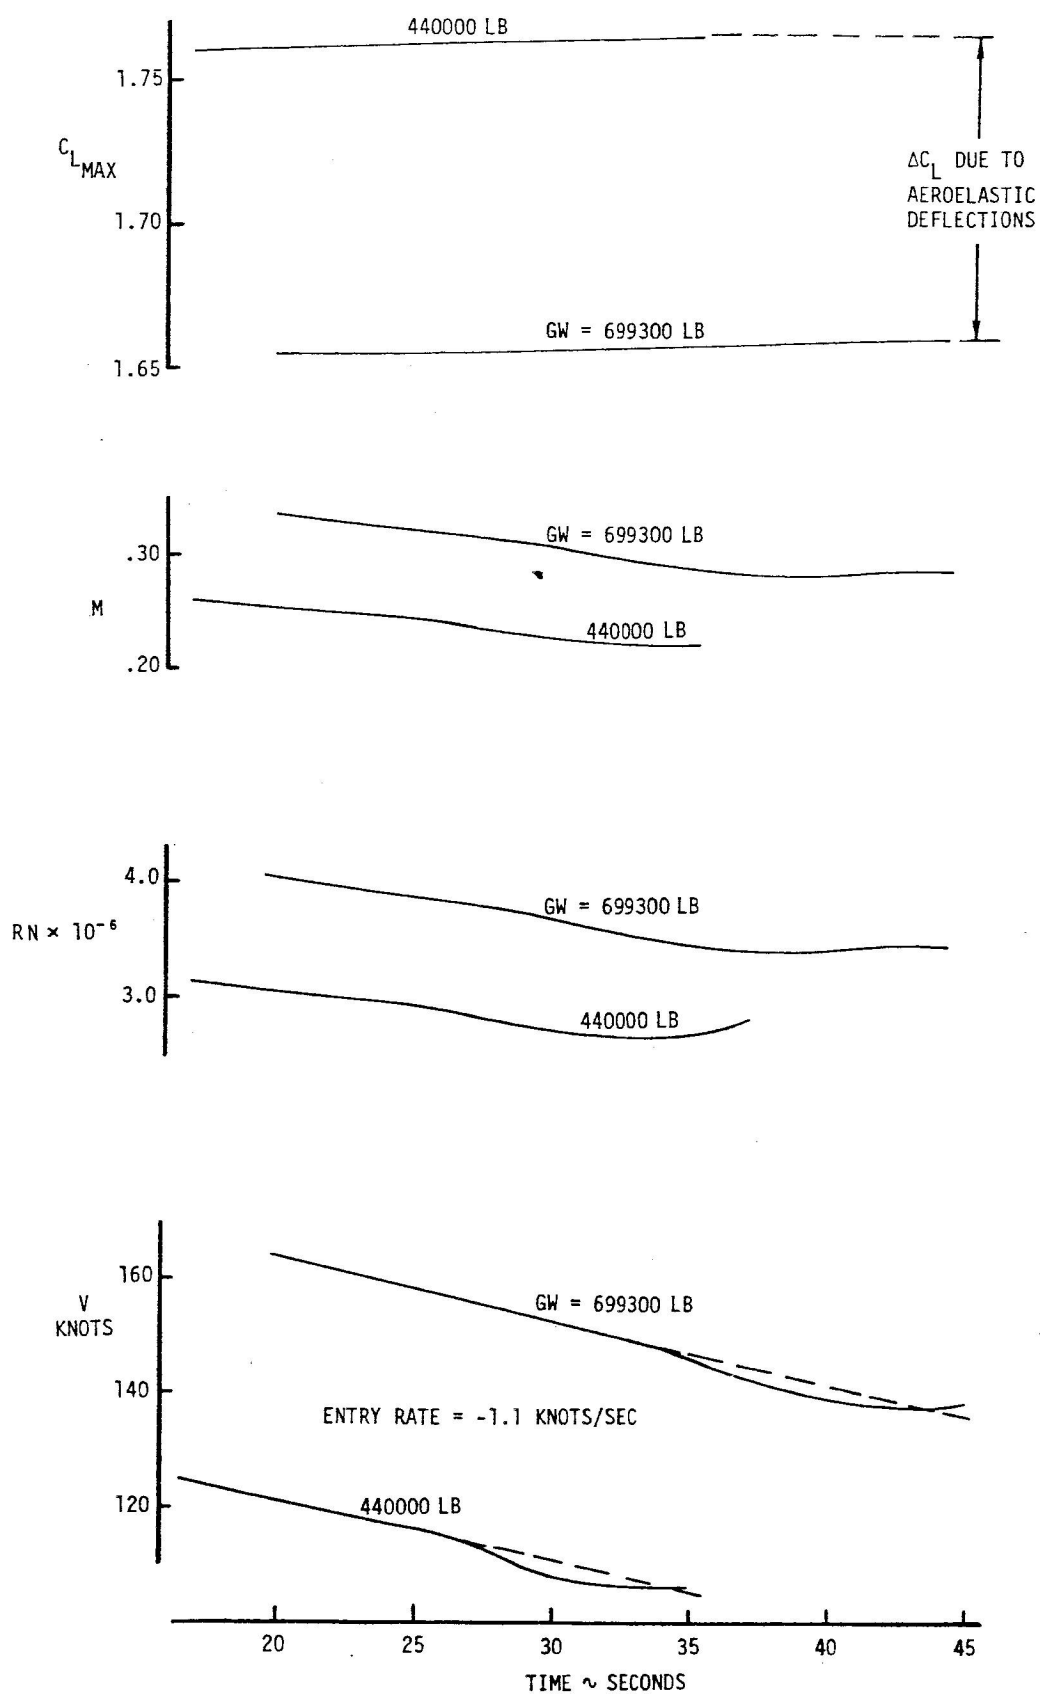 440000 LB
1.75
CLMAX
ΔCL DUE TO
AEROELASTIC
DEFLECTIONS
1.70
GW = 699300 LB
1.65
GW = 699300 LB
.30
M
440000 LB
.20
4.0
GW = 699300 LB
RN × 10-6
3.0
440000 LB
160
GW = 699300 LB
V
KNOTS
140
ENTRY RATE = -1.1 KNOTS/SEC
120
440000 LB
20 25 30 35 40 45
TIME ~ SECONDS